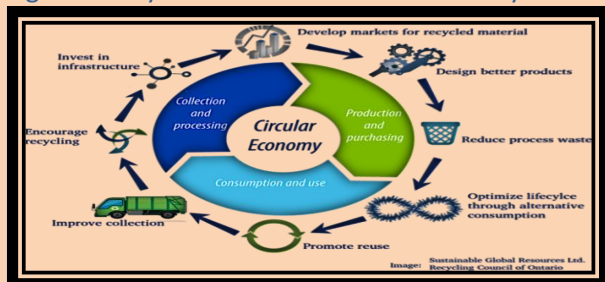 Develop markets for recycled material
Invest in
infrastructure
Design better products
Collection
and
processing
Production
and
purchasing
Circular
Economy
Encourage
recycling
Reduce process waste
Consumption and use
Optimize lifecylce
through alternative
consumption
Improve collection
Promote reuse
Image:
Sustainable Global Resources Ltd.
Recycling Council of Ontario